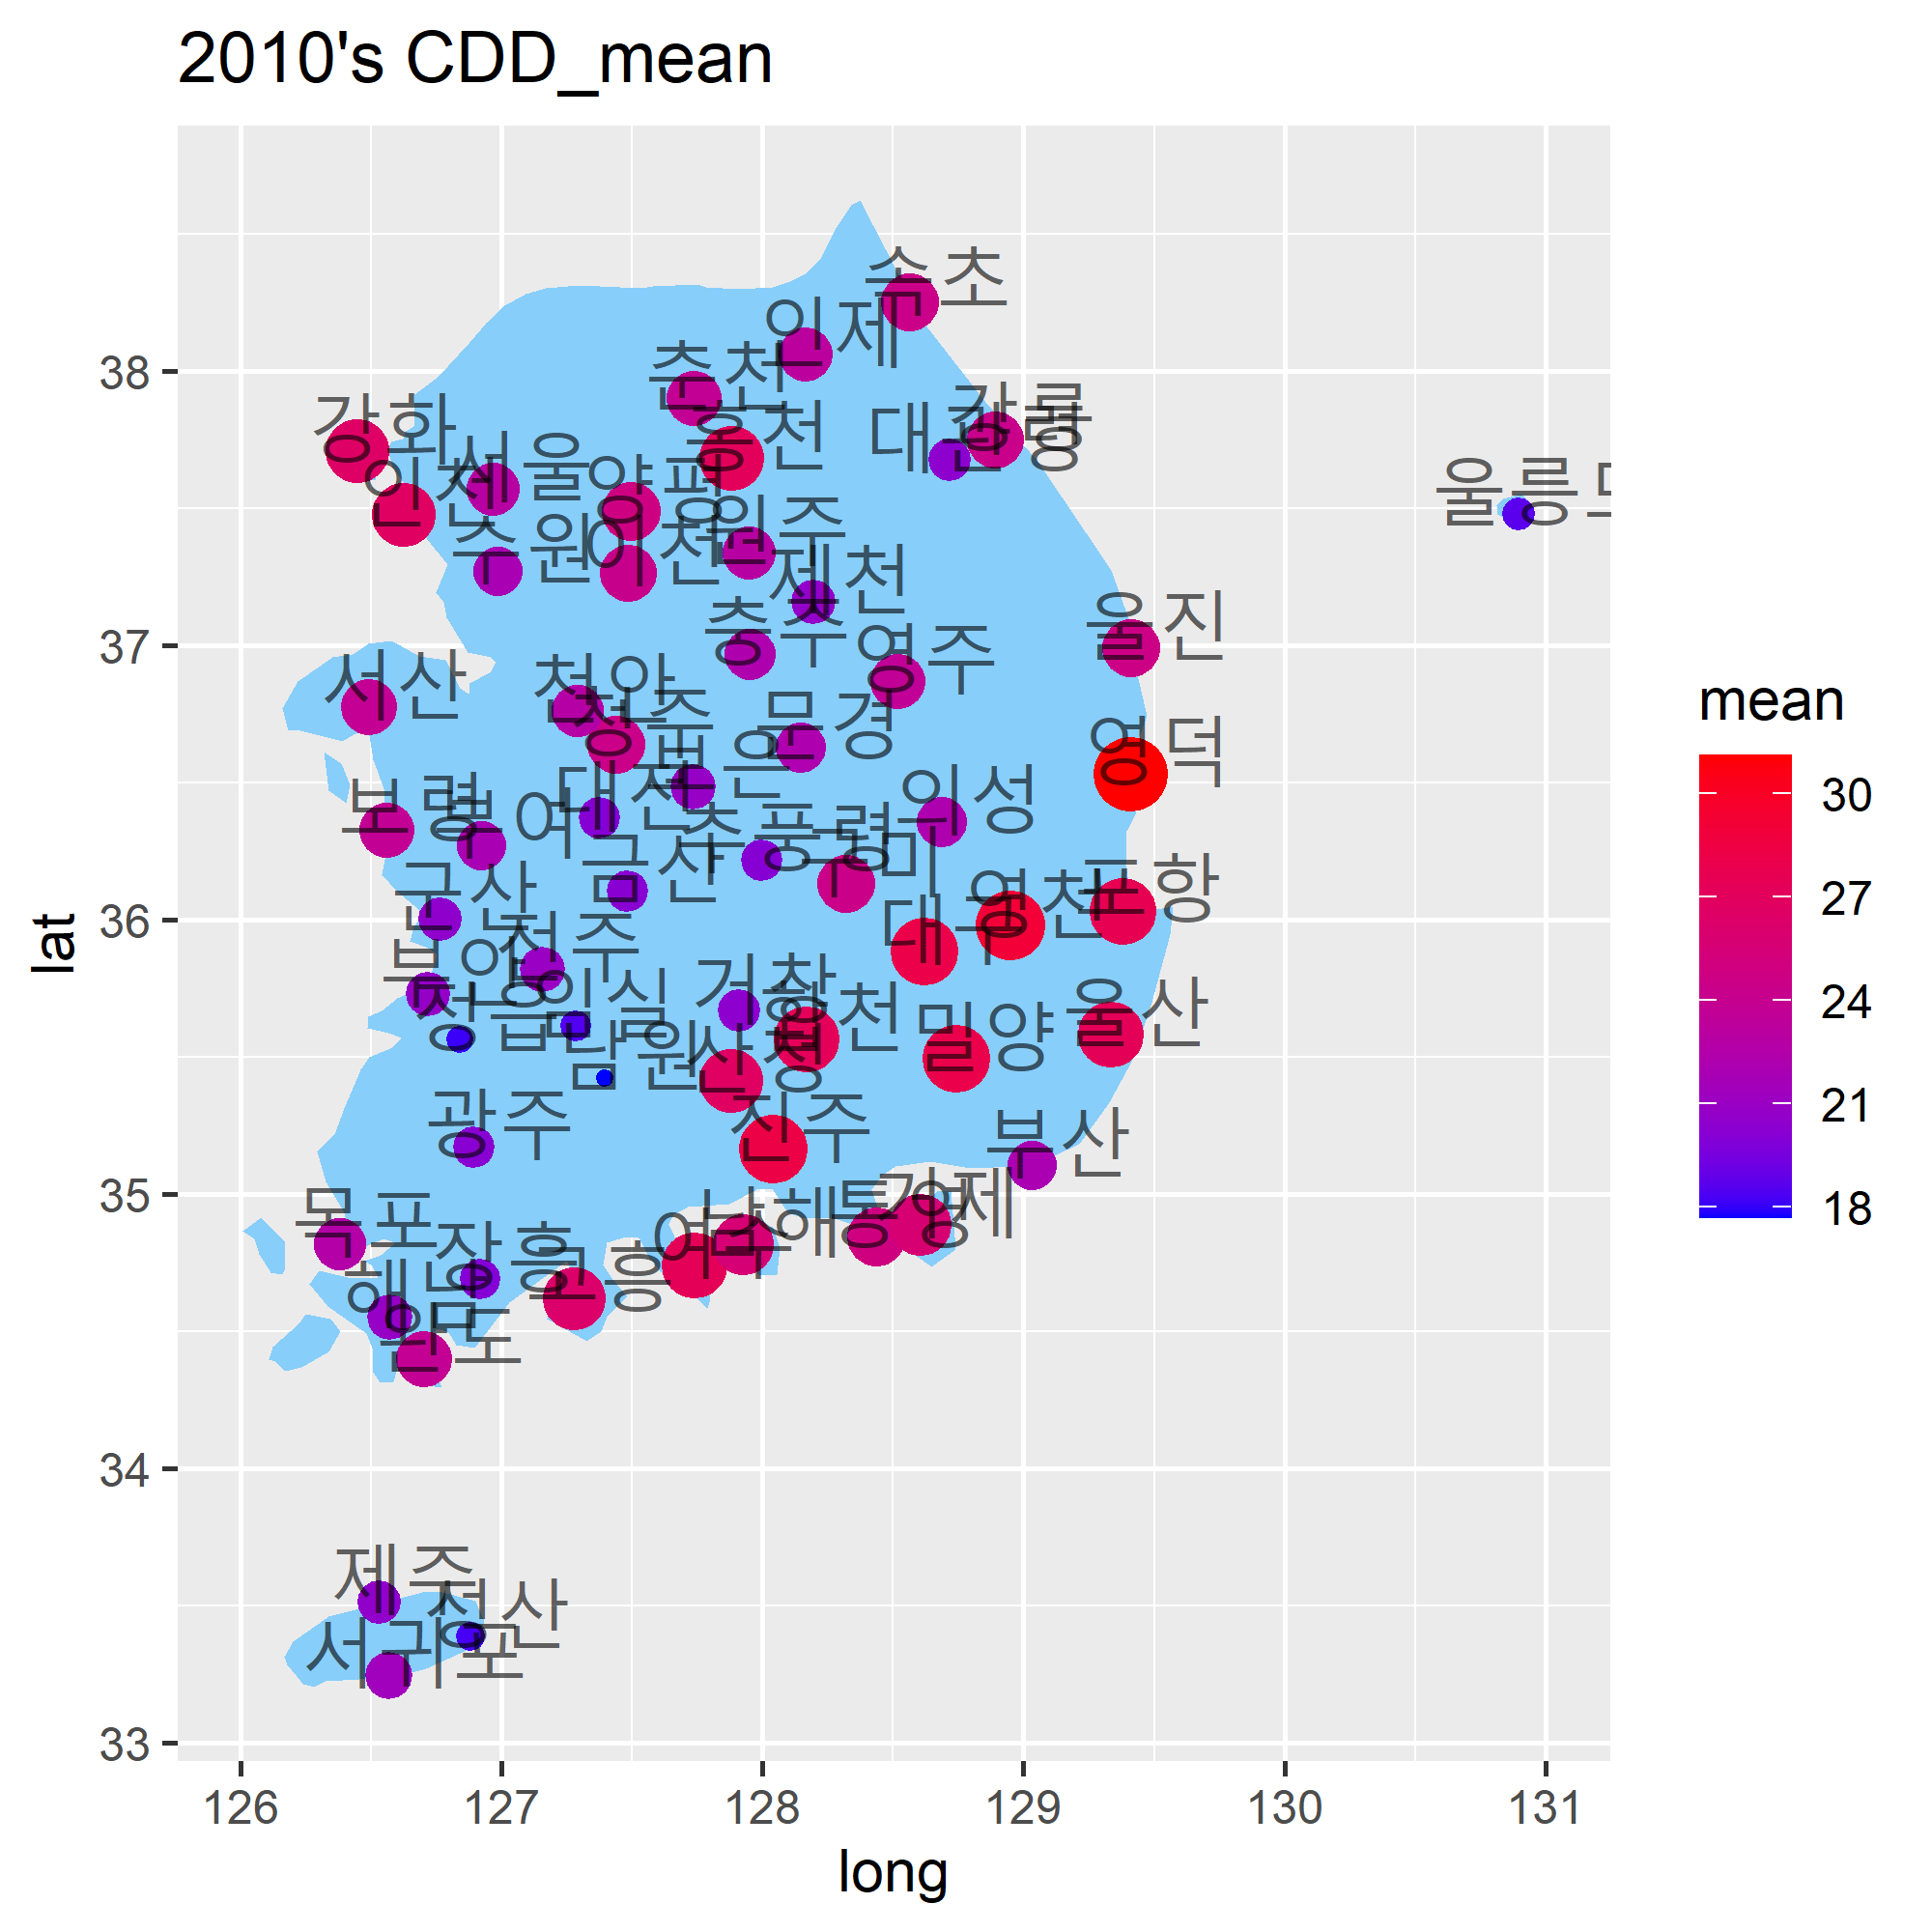 2010's CDD_mean
속초
인제
춘천
강릉
대관령
홍천
강화
서울
인천
양평
울릉도
원주
수원
이천
제천
충주
울진
영주
서산
천안
청주
문경
영덕
보은
대전
의성
보령
부여
추풍령
금산
구미
군산
영천
포항
대구
전주
부안
거창
합천
임실
정읍
울산
밀양
남원
산청
진주
광주
부산
목포
남해
통영
거제
여수
장흥
고흥
해남
완도
제주
성산
서귀포
38
37
36
35
34
33
lat
126
127
128
129
130
131
long
mean
30
27
24
21
18